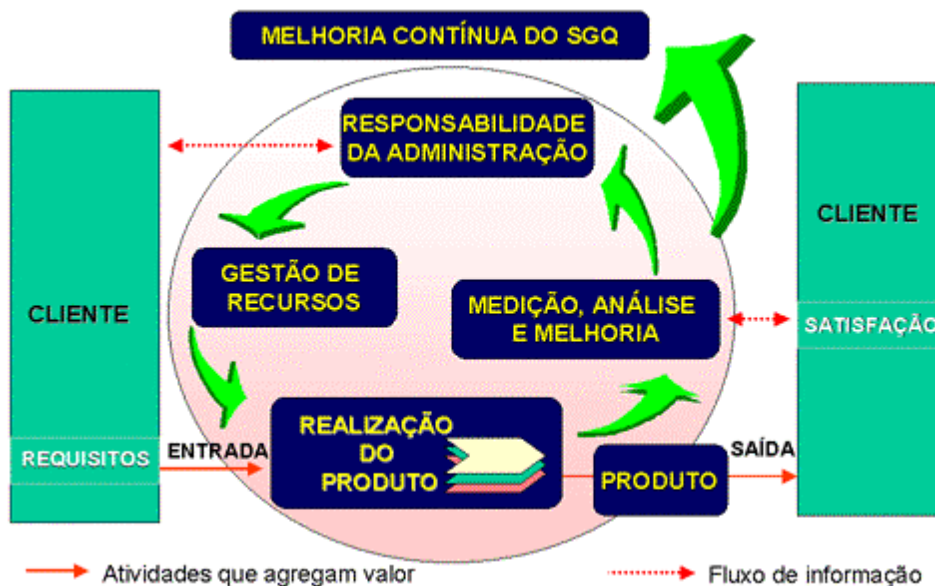 MELHORIA CONTÍNUA DO SGQ
RESPONSABILIDADE
DA ADMINISTRAÇÃO
CLIENTE
GESTÃO DE
RECURSOS
CLIENTE
MEDIÇÃO, ANÁLISE
E MELHORIA
SATISFAÇÃO
REALIZAÇÃO
DO
PRODUTO
REQUISITOS
ENTRADA
SAÍDA
PRODUTO
Atividades que agregam valor
Fluxo de informação